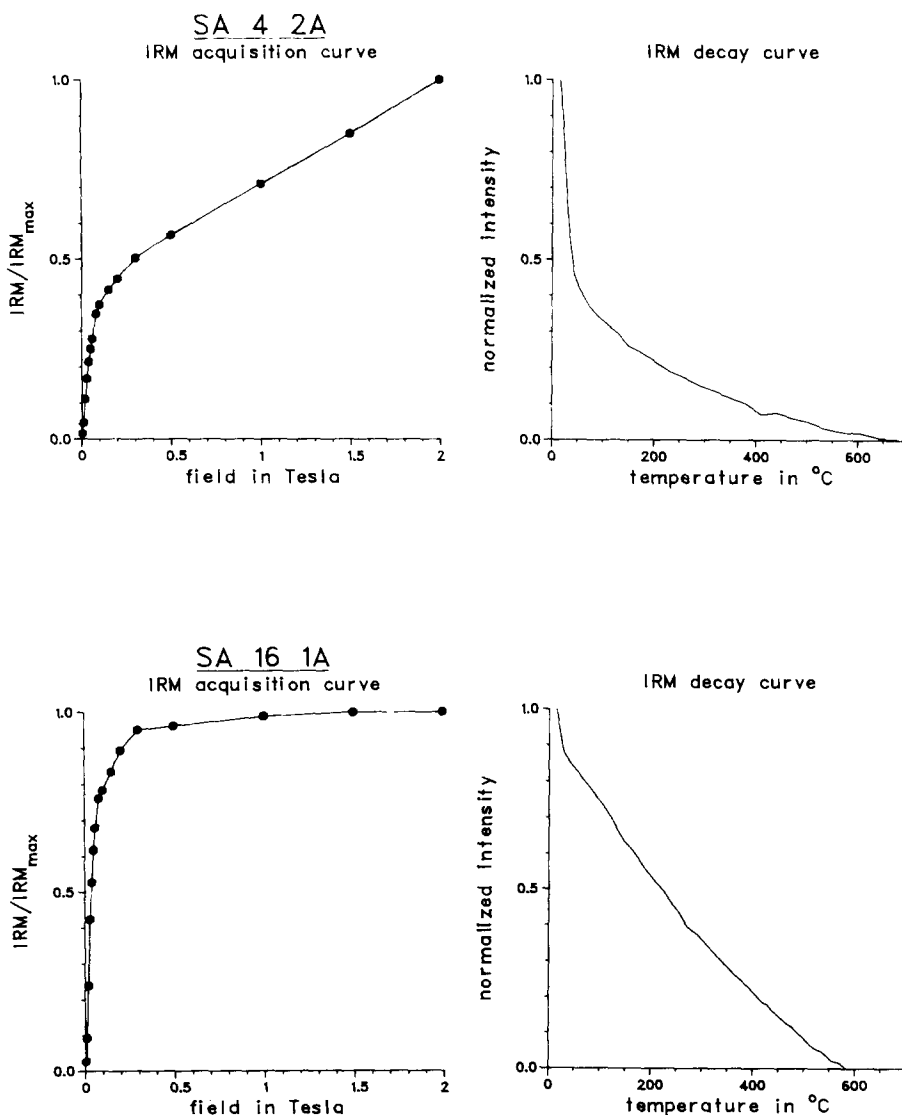 SA 4 2A
IRM acquisition curve
IRM decay curve
1.0
0.5
0.0
IRM/IRMmax
0 0.5 1 1.5 2
field in Tesla
1.0
0.5
0.0
normalized intensity
0 200 400 600
temperature in °C
SA 16 1A
IRM acquisition curve
IRM decay curve
1.0
0.5
0.0
IRM/IRMmax
0 0.5 1 1.5 2
field in Tesla
1.0
0.5
0.0
normalized intensity
0 200 400 600
temperature in °C